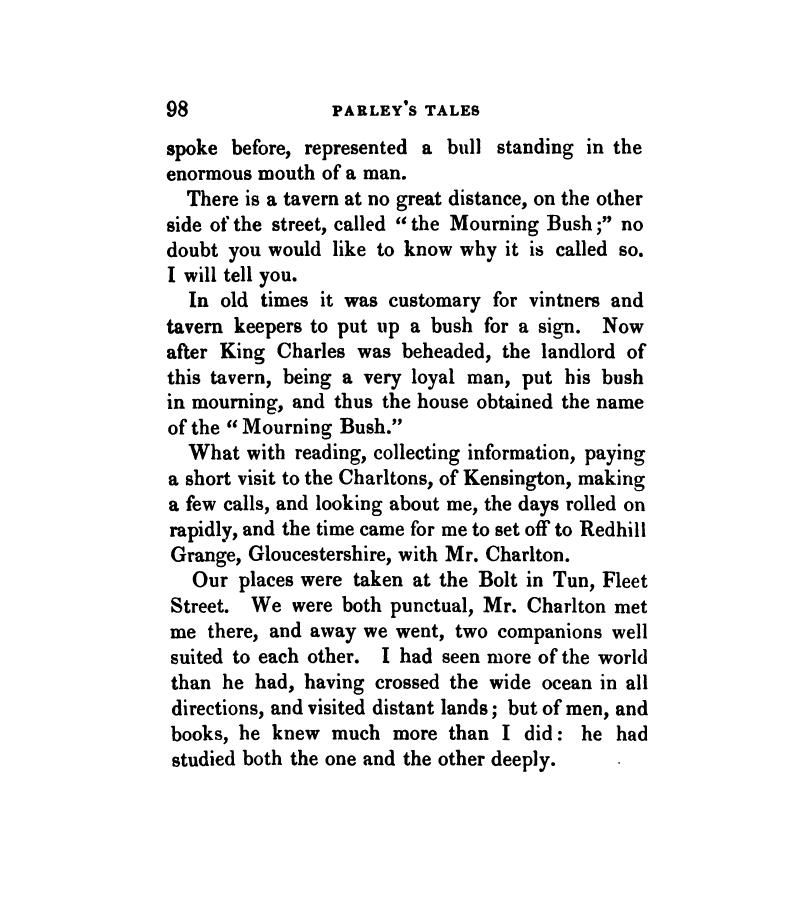 98 PARLEY'S TALES
spoke before, represented a bull standing in the
enormous mouth of a man.
There is a tavern at no great distance, on the other
side of the street, called “the Mourning Bush;” no
doubt you would like to know why it is called so.
I will tell you.
In old times it was customary for vintners and
tavern keepers to put up a bush for a sign. Now
after King Charles was beheaded, the landlord of
this tavern, being a very loyal man, put his bush
in mourning, and thus the house obtained the name
of the “Mourning Bush.”
What with reading, collecting information, paying
a short visit to the Charltons, of Kensington, making
a few calls, and looking about me, the days rolled on
rapidly, and the time came for me to set off to Redhill
Grange, Gloucestershire, with Mr. Charlton.
Our places were taken at the Bolt in Tun, Fleet
Street. We were both punctual, Mr. Charlton met
me there, and away we went, two companions well
suited to each other. I had seen more of the world
than he had, having crossed the wide ocean in all
directions, and visited distant lands; but of men, and
books, he knew much more than I did: he had
studied both the one and the other deeply.